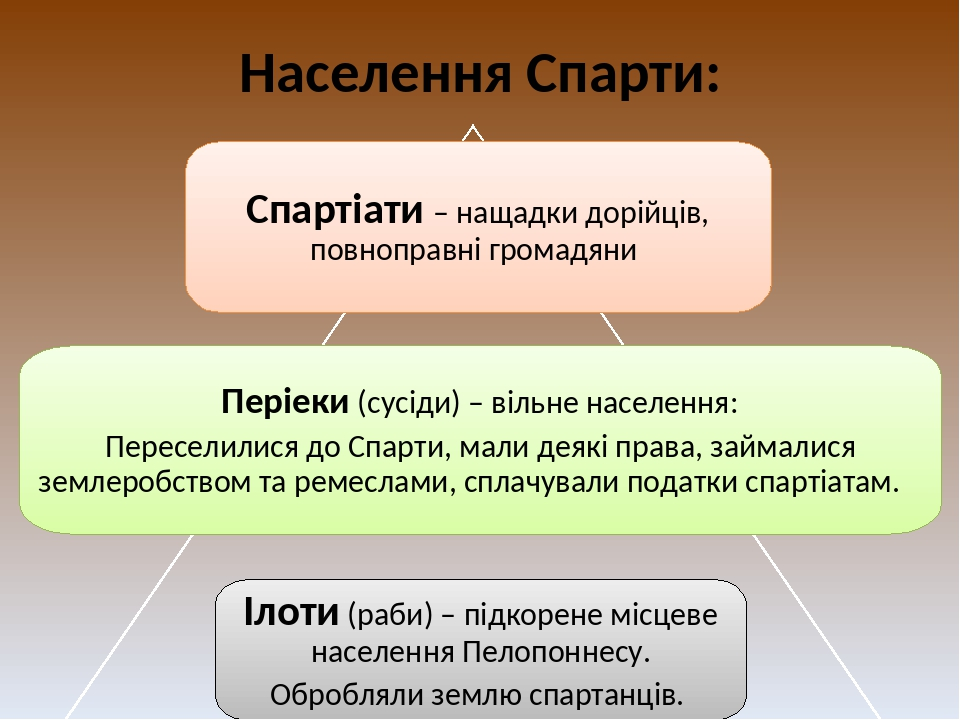 Населення Спарти:
Спартіати – нащадки дорійців,
повноправні громадяни
Періеки (сусіди) – вільне населення:
Переселилися до Спарти, мали деякі права, займалися
землеробством та ремеслами, сплачували податки спартіатам.
Ілоти (раби) – підкорене місцеве
населення Пелопоннесу.
Обробляли землю спартанців.